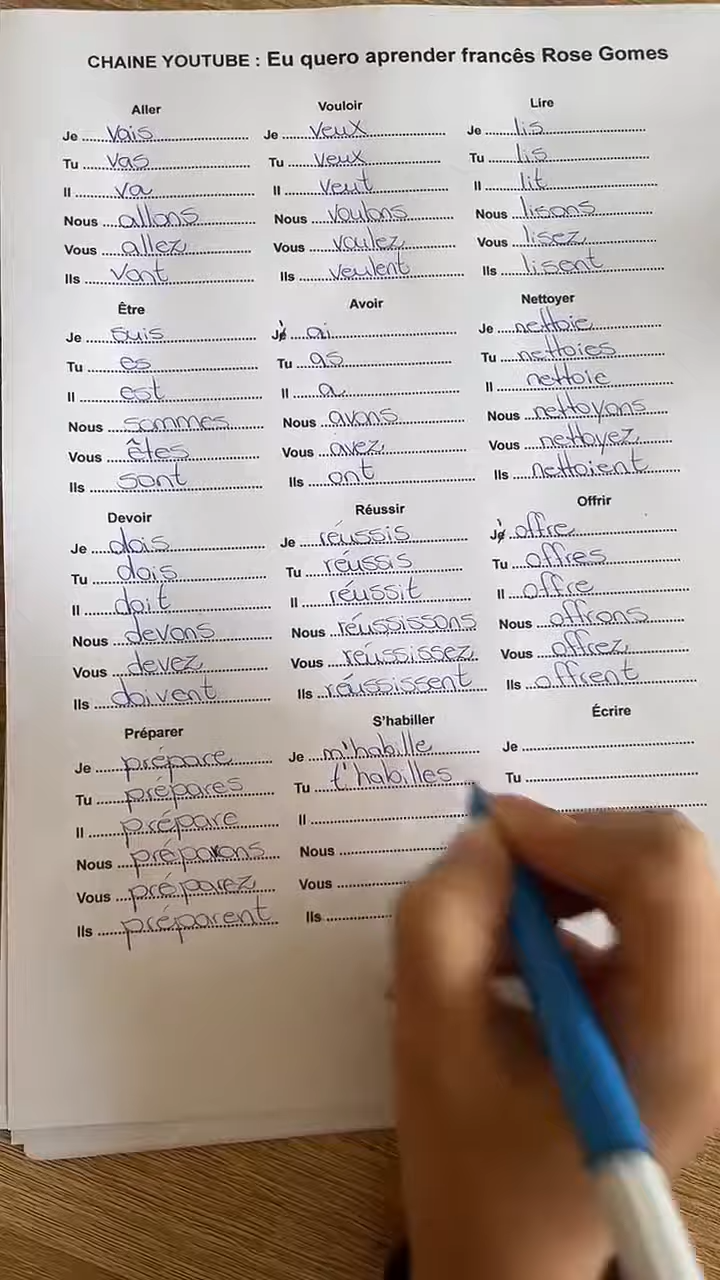 CHAINE YOUTUBE : Eu quero aprender francês Rose Gomes
Aller
Je vais
Tu vas
Il va
Nous allons
Vous allez
Ils vont
Vouloir
Je veux
Tu veux
Il veut
Nous voulons
Vous voulez
Ils veulent
Lire
Je lis
Tu lis
Il lit
Nous lisons
Vous lisez
Ils lisent
Être
Je suis
Tu es
Il est
Nous sommes
Vous êtes
Ils sont
Avoir
J' ai
Tu as
Il a
Nous avons
Vous avez
Ils ont
Nettoyer
Je nettoie
Tu nettoies
Il nettoie
Nous nettoyons
Vous nettoyez
Ils nettoient
Devoir
Je dois
Tu dois
Il doit
Nous devons
Vous devez
Ils doivent
Réussir
Je réussis
Tu réussis
Il réussit
Nous réussissons
Vous réussissez
Ils réussissent
Offrir
J' offre
Tu offres
Il offre
Nous offrons
Vous offrez
Ils offrent
Préparer
Je prépare
Tu prépares
Il prépare
Nous préparons
Vous préparez
Ils préparent
S'habiller
Je m'habille
Tu t'habilles
Il
Nous
Vous
Ils
Écrire
Je
Tu